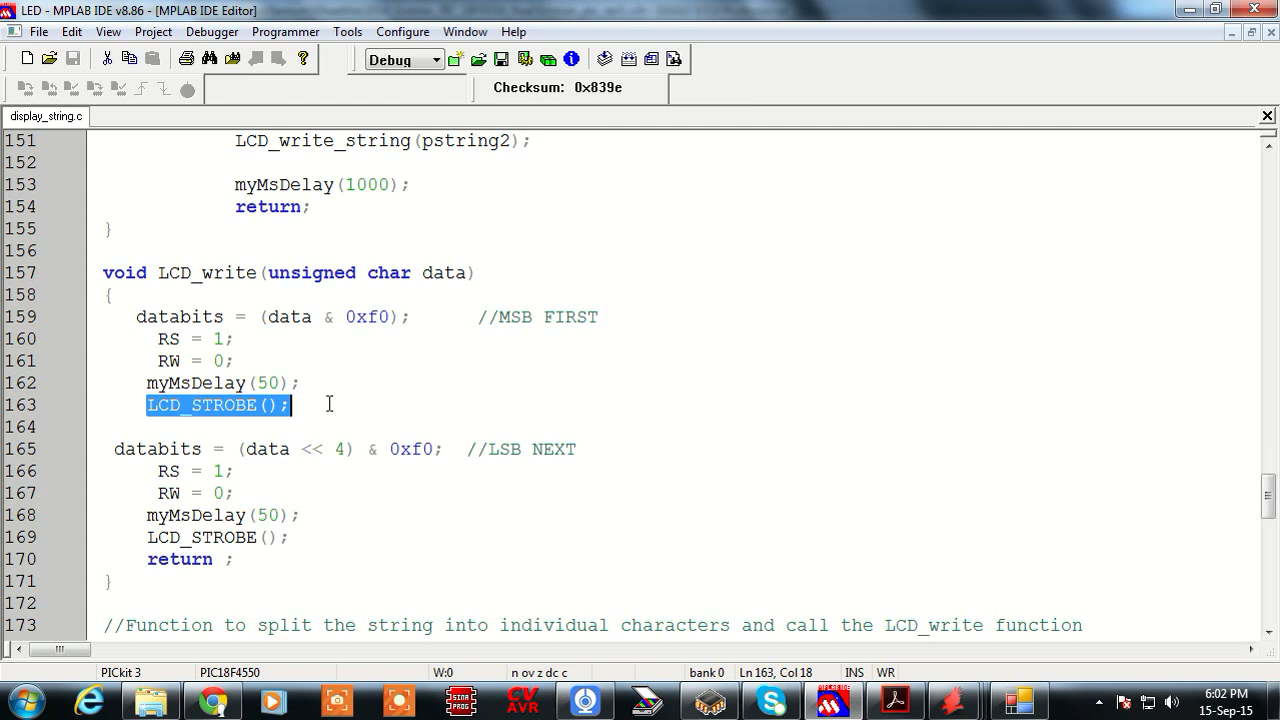 LED - MPLAB IDE v8.86 - [MPLAB IDE Editor]
File Edit View Project Debugger Programmer Tools Configure Window Help
Debug
Checksum: 0x839e
display_string.c
151 LCD_write_string(pstring2);
152
153 myMsDelay(1000);
154 return;
155 }
156
157 void LCD_write(unsigned char data)
158 {
159 databits = (data & 0xf0); //MSB FIRST
160 RS = 1;
161 RW = 0;
162 myMsDelay(50);
163 LCD_STROBE();
164
165 databits = (data << 4) & 0xf0; //LSB NEXT
166 RS = 1;
167 RW = 0;
168 myMsDelay(50);
169 LCD_STROBE();
170 return ;
171 }
172
173 //Function to split the string into individual characters and call the LCD_write function
PICkit 3 PIC18F4550 W:0 n ov z dc c bank 0 Ln 163, Col 18 INS WR
SINA PROG CV AVR MPLAB IDE 6:02 PM
15-Sep-15